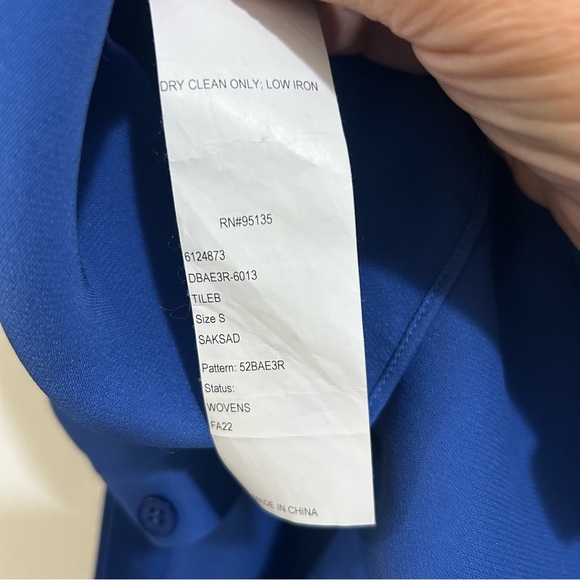 DRY CLEAN ONLY; LOW IRON
RN#95135
6124873
DBAE3R-6013
TILEB
Size S
SAKSAD
Pattern: 52BAE3R
Status:
WOVENS
FA22
MADE IN CHINA